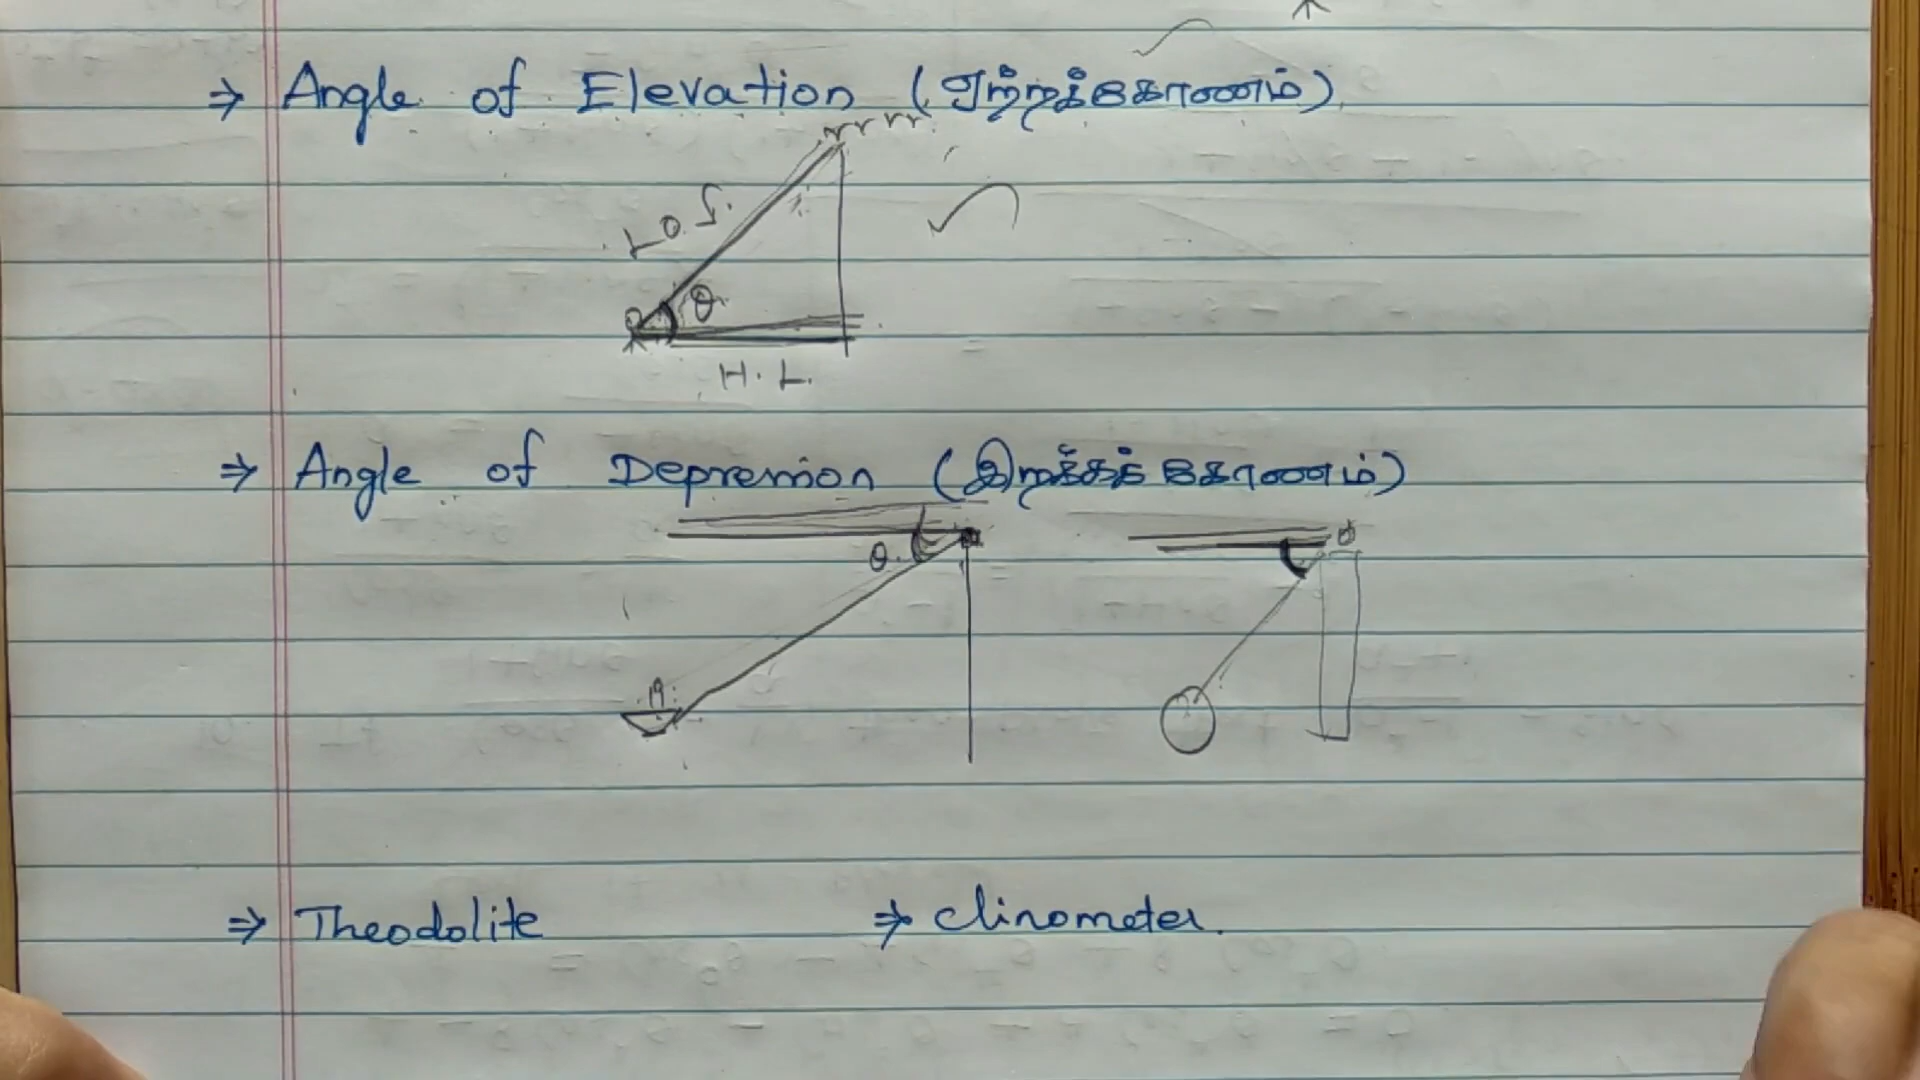 ⇒ Angle of Elevation (ஏற்றக்கோணம்)
L O S.
θ
H. L.
⇒ Angle of Depression (இறக்கக் கோணம்)
θ
⇒ Theodolite ⇒ Clinometer.